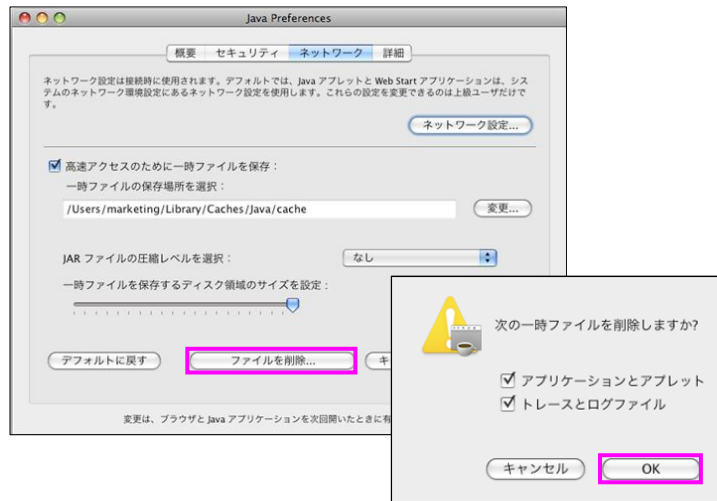 Java Preferences
概要 セキュリティ ネットワーク 詳細
ネットワーク設定は接続時に使用されます。デフォルトでは、Java アプレットと Web Start アプリケーションは、シス
テムのネットワーク環境設定にあるネットワーク設定を使用します。これらの設定を変更できるのは上級ユーザだけで
す。
ネットワーク設定...
高速アクセスのために一時ファイルを保存：
一時ファイルの保存場所を選択：
/Users/marketing/Library/Caches/Java/cache
変更...
JAR ファイルの圧縮レベルを選択：
なし
一時ファイルを保存するディスク領域のサイズを設定：
デフォルトに戻す
ファイルを削除...
キ
変更は、ブラウザと Java アプリケーションを次回開いたときに有
次の一時ファイルを削除しますか?
アプリケーションとアプレット
トレースとログファイル
キャンセル
OK